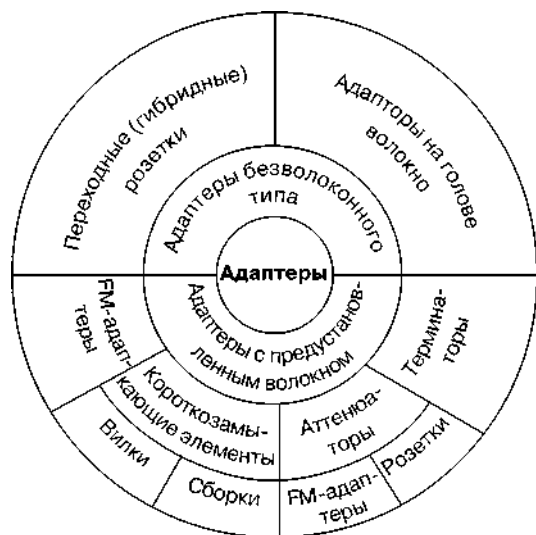 Переходные (гибридные)
розетки
Адапторы на голое
волокно
Адаптеры безволоконного
типа
Адаптеры
Адаптеры с предустанов-
ленным волокном
FM-адап-
теры
Термина-
торы
Короткозамы-
кающие элементы
Аттенюа-
торы
Вилки
Сборки
FM-адап-
теры
Розетки